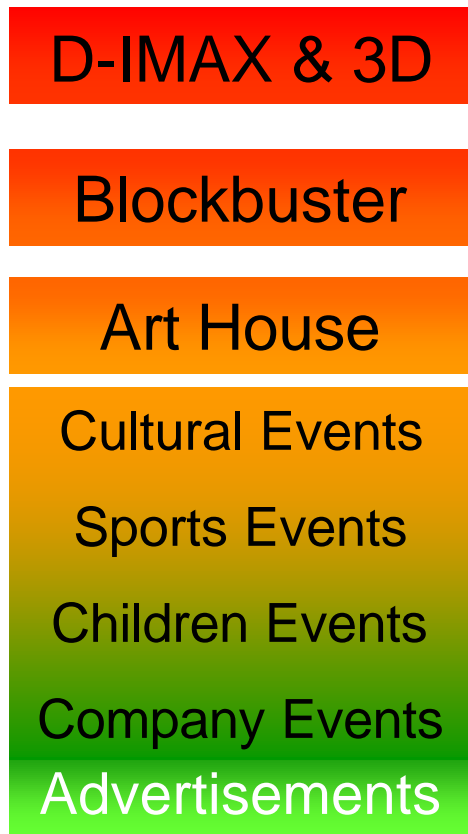 D-IMAX & 3D
Blockbuster
Art House
Cultural Events
Sports Events
Children Events
Company Events
Advertisements